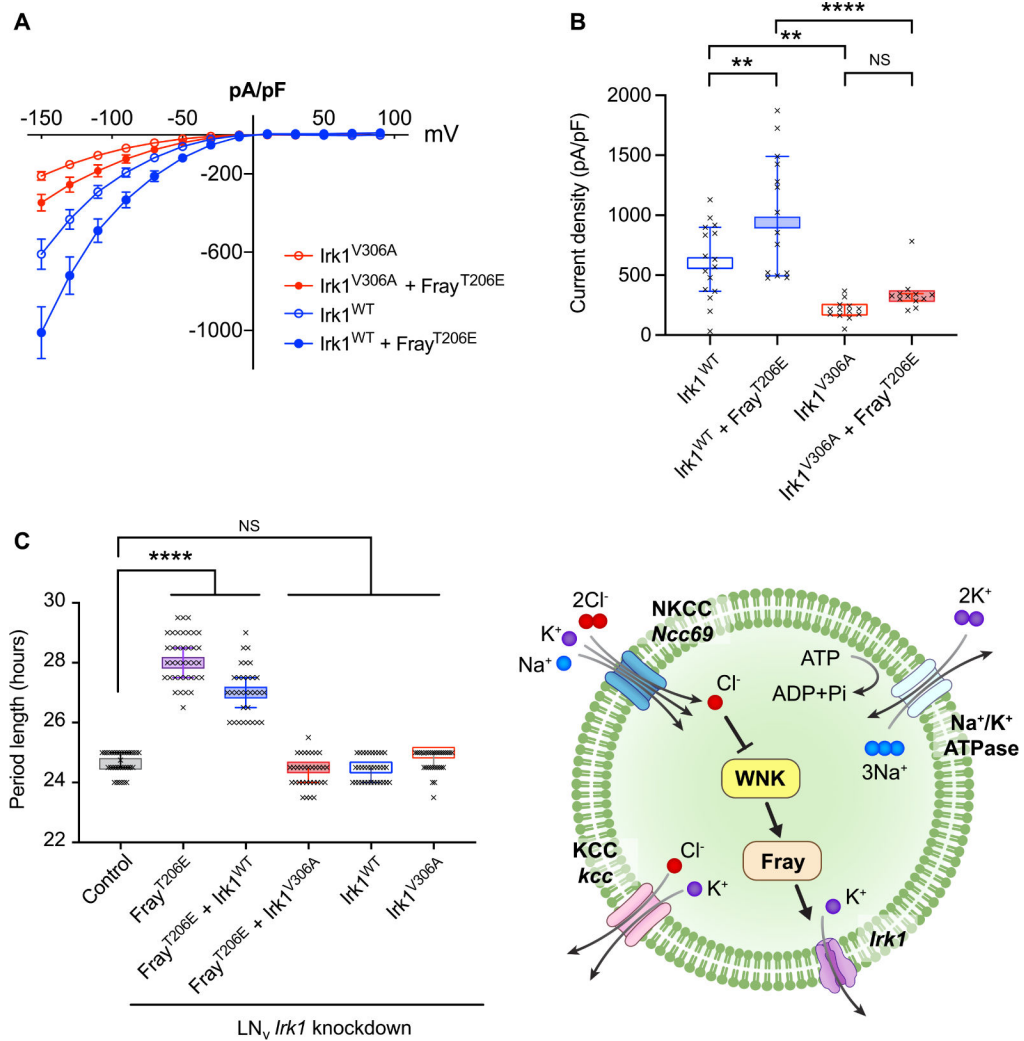 A
pA/pF
-150 -100 -50 50 100 mV
-200
-600
-1000
Irk1V306A
Irk1V306A + FrayT206E
Irk1WT
Irk1WT + FrayT206E
B
****
**
**
NS
Current density (pA/pF)
2000
1500
1000
500
0
Irk1WT
Irk1WT + FrayT206E
Irk1V306A
Irk1V306A + FrayT206E
C
NS
****
Period length (hours)
30
28
26
24
22
Control
FrayT206E
FrayT206E + Irk1WT
FrayT206E + Irk1V306A
Irk1WT
Irk1V306A
LNv Irk1 knockdown
2Cl-
K+
Na+
NKCC
Ncc69
Cl-
2K+
ATP
ADP+Pi
Na+/K+
ATPase
3Na+
WNK
Fray
KCC
kcc
Cl-
K+
K+
Irk1